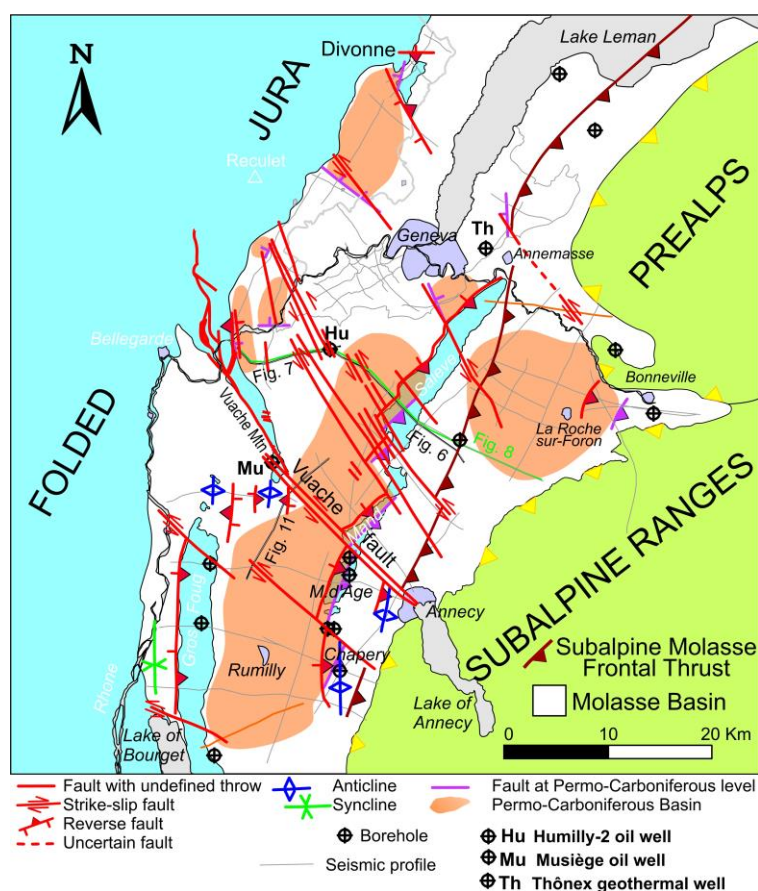 Lake Leman
Divonne
N
JURA
Reculet
PREALPS
Th
Geneva
Annemasse
Hu
Bellegarde
Fig. 7
Salève
Bonneville
Vuache Mtn
La Roche
sur-Foron
Fig. 6
Fig. 8
FOLDED
Mu
Vuache
fault
Fig. 11
Mand.
M.d'Age
Annecy
Gros Foug
SUBALPINE RANGES
Chapery
Rumilly
Rhone
Subalpine Molasse
Frontal Thrust
Molasse Basin
Lake of
Annecy
Lake of
Bourget
0 10 20 Km
Fault with undefined throw
Strike-slip fault
Reverse fault
Uncertain fault
Anticline
Syncline
Borehole
Seismic profile
Fault at Permo-Carboniferous level
Permo-Carboniferous Basin
Hu Humilly-2 oil well
Mu Musiège oil well
Th Thônex geothermal well